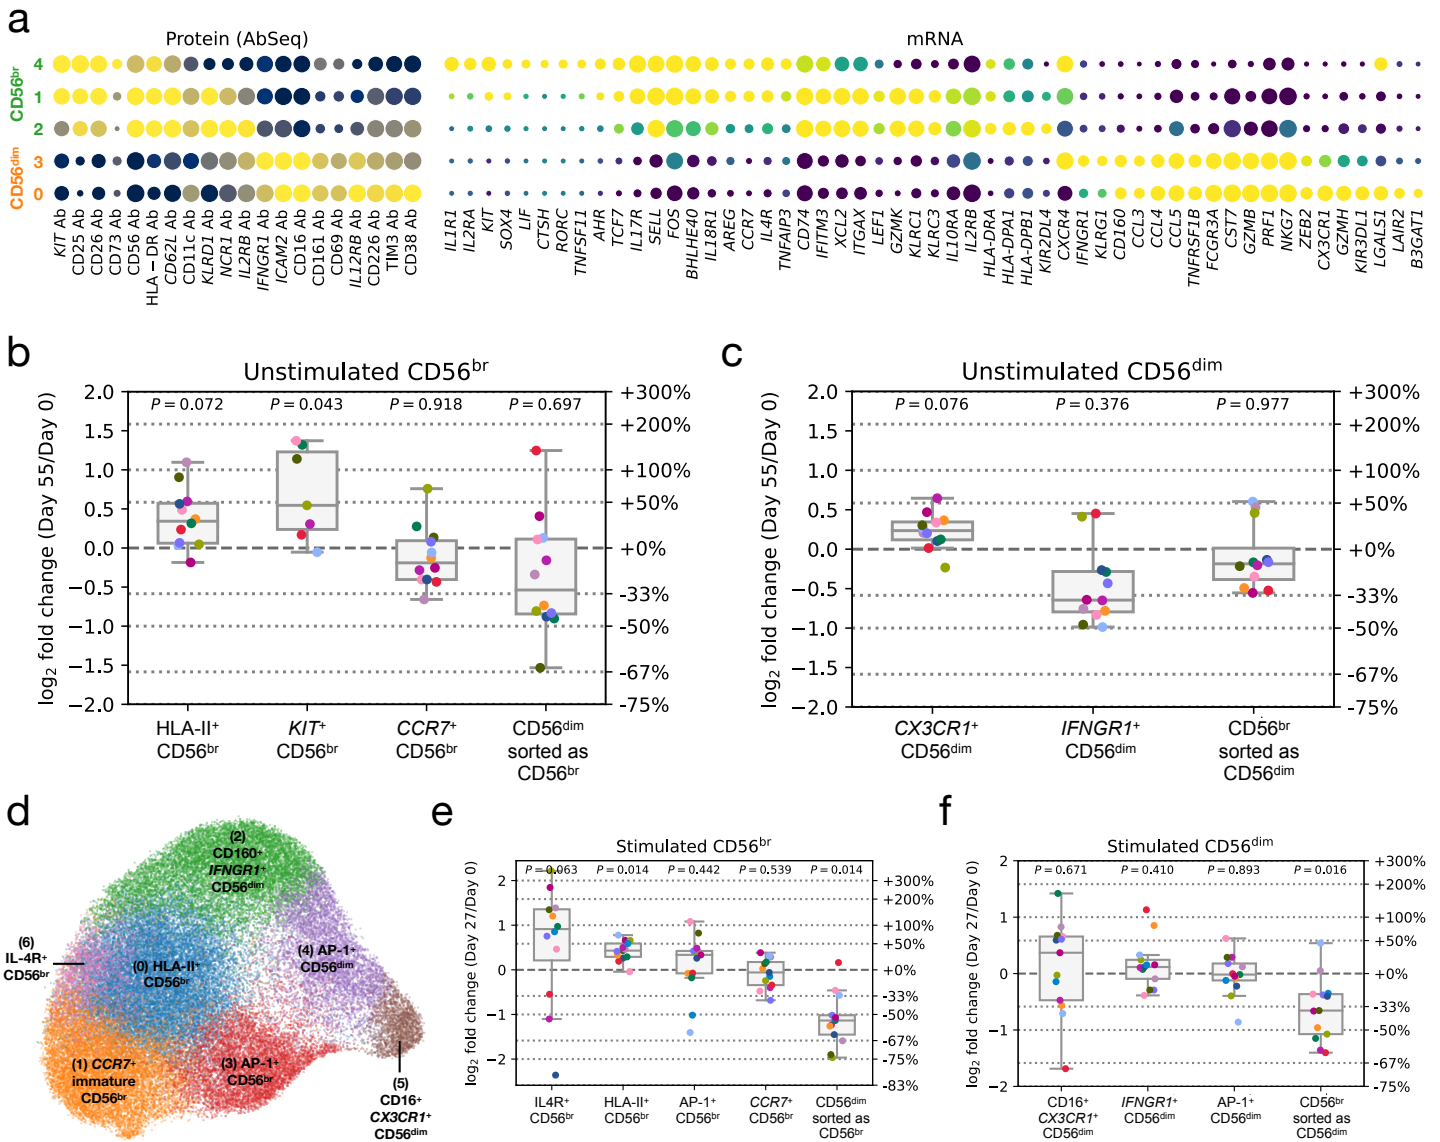 a
Protein (AbSeq)
mRNA
CD56br
CD56dim
4
1
2
3
0
KIT Ab
CD25 Ab
CD26 Ab
CD73 Ab
CD56 Ab
HLA−DR Ab
CD62L Ab
CD11c Ab
KLRD1 Ab
NCR1 Ab
IL2RB Ab
IFNGR1 Ab
ICAM2 Ab
CD16 Ab
CD161 Ab
CD69 Ab
IL12RB Ab
CD226 Ab
TIM3 Ab
CD38 Ab
IL1R1
IL2RA
KIT
SOX4
LIF
CTSH
RORC
TNFSF11
AHR
TCF7
IL17R
SELL
FOS
BHLHE40
IL18R1
AREG
CCR7
IL4R
TNFAIP3
CD74
IFITM3
XCL2
ITGAX
LEF1
GZMK
KLRC1
KLRC3
IL10RA
IL2RB
HLA-DRA
HLA-DPA1
HLA-DPB1
KIR2DL4
CXCR4
IFNGR1
KLRG1
CD160
CCL3
CCL4
CCL5
TNFRSF1B
FCGR3A
CST7
GZMB
PRF1
NKG7
ZEB2
CX3CR1
GZMH
KIR3DL1
LGALS1
LAIR2
B3GAT1
b
Unstimulated CD56br
log2 fold change (Day 55/Day 0)
2.0
1.5
1.0
0.5
0.0
−0.5
−1.0
−1.5
−2.0
P = 0.072
P = 0.043
P = 0.918
P = 0.697
+300%
+200%
+100%
+50%
+0%
-33%
-50%
-67%
-75%
HLA-II+
CD56br
KIT+
CD56br
CCR7+
CD56br
CD56dim
sorted as
CD56br
c
Unstimulated CD56dim
log2 fold change (Day 55/Day 0)
2.0
1.5
1.0
0.5
0.0
−0.5
−1.0
−1.5
−2.0
P = 0.076
P = 0.376
P = 0.977
+300%
+200%
+100%
+50%
+0%
-33%
-50%
-67%
-75%
CX3CR1+
CD56dim
IFNGR1+
CD56dim
CD56br
sorted as
CD56dim
d
(2)
CD160+
IFNGR1+
CD56dim
(4) AP-1+
CD56dim
(6)
IL-4R+
CD56br
(0) HLA-II+
CD56br
(1) CCR7+
immature
CD56br
(3) AP-1+
CD56br
(5)
CD16+
CX3CR1+
CD56dim
e
Stimulated CD56br
log2 fold change (Day 27/Day 0)
2
1
0
−1
−2
P = 0.063
P = 0.014
P = 0.442
P = 0.539
P = 0.014
+300%
+200%
+100%
+50%
+0%
-33%
-50%
-67%
-75%
-83%
IL4R+
CD56br
HLA-II+
CD56br
AP-1+
CD56br
CCR7+
CD56br
CD56dim
sorted as
CD56br
f
Stimulated CD56dim
log2 fold change (Day 27/Day 0)
2
1
0
−1
−2
P = 0.671
P = 0.410
P = 0.893
P = 0.016
+300%
+200%
+100%
+50%
+0%
-33%
-50%
-67%
-75%
CD16+
CX3CR1+
CD56dim
IFNGR1+
CD56dim
AP-1+
CD56dim
CD56br
sorted as
CD56dim